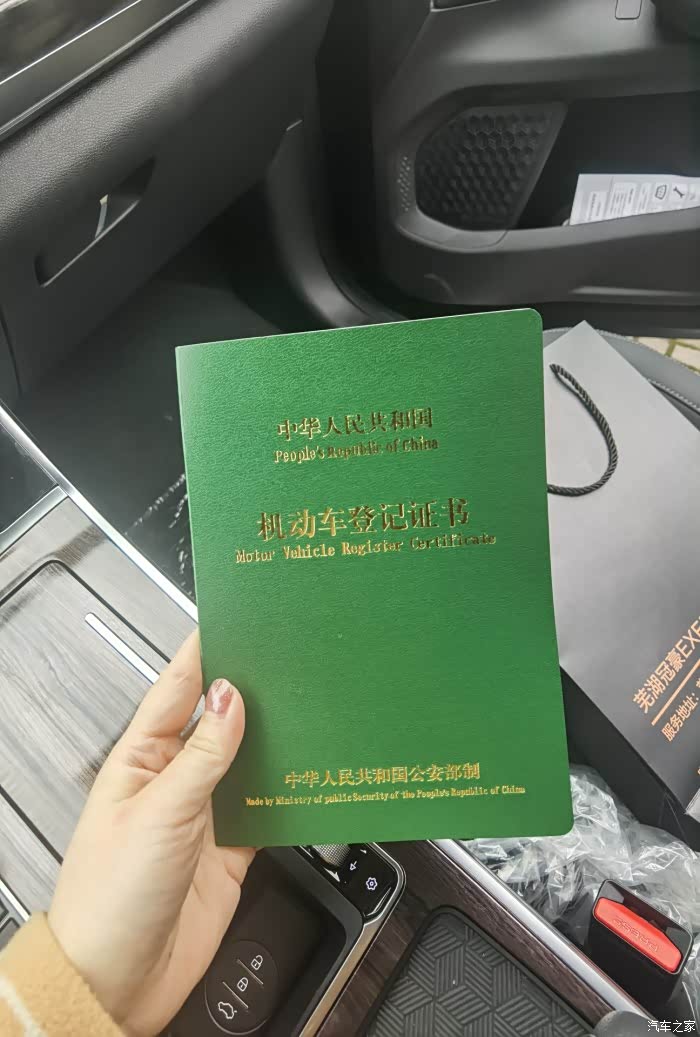 中华人民共和国
People's Republic of China
机动车登记证书
Motor Vehicle Register Certificate
中华人民共和国公安部制
Made by Ministry of public Security of the People's Republic of China
芜湖冠豪EXE
服务地址:
PRESS
汽车之家